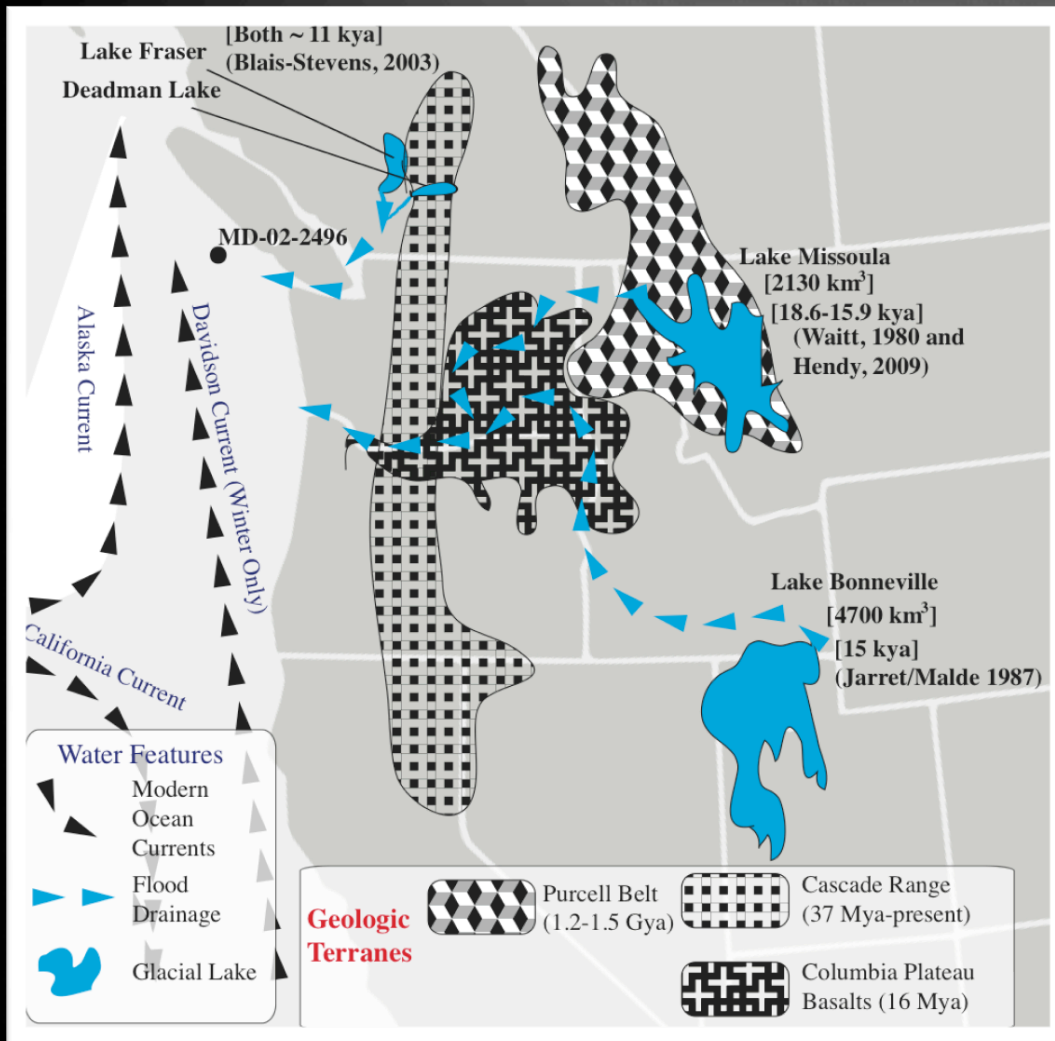 [Both ~ 11 kya]
Lake Fraser
(Blais-Stevens, 2003)
Deadman Lake
MD-02-2496
Lake Missoula
[2130 km³]
[18.6-15.9 kya]
(Waitt, 1980 and
Hendy, 2009)
Alaska Current
Davidson Current (Winter Only)
California Current
Lake Bonneville
[4700 km³]
[15 kya]
(Jarret/Malde 1987)
Water Features
Modern
Ocean
Currents
Flood
Drainage
Glacial Lake
Geologic
Terranes
Purcell Belt
(1.2-1.5 Gya)
Cascade Range
(37 Mya-present)
Columbia Plateau
Basalts (16 Mya)